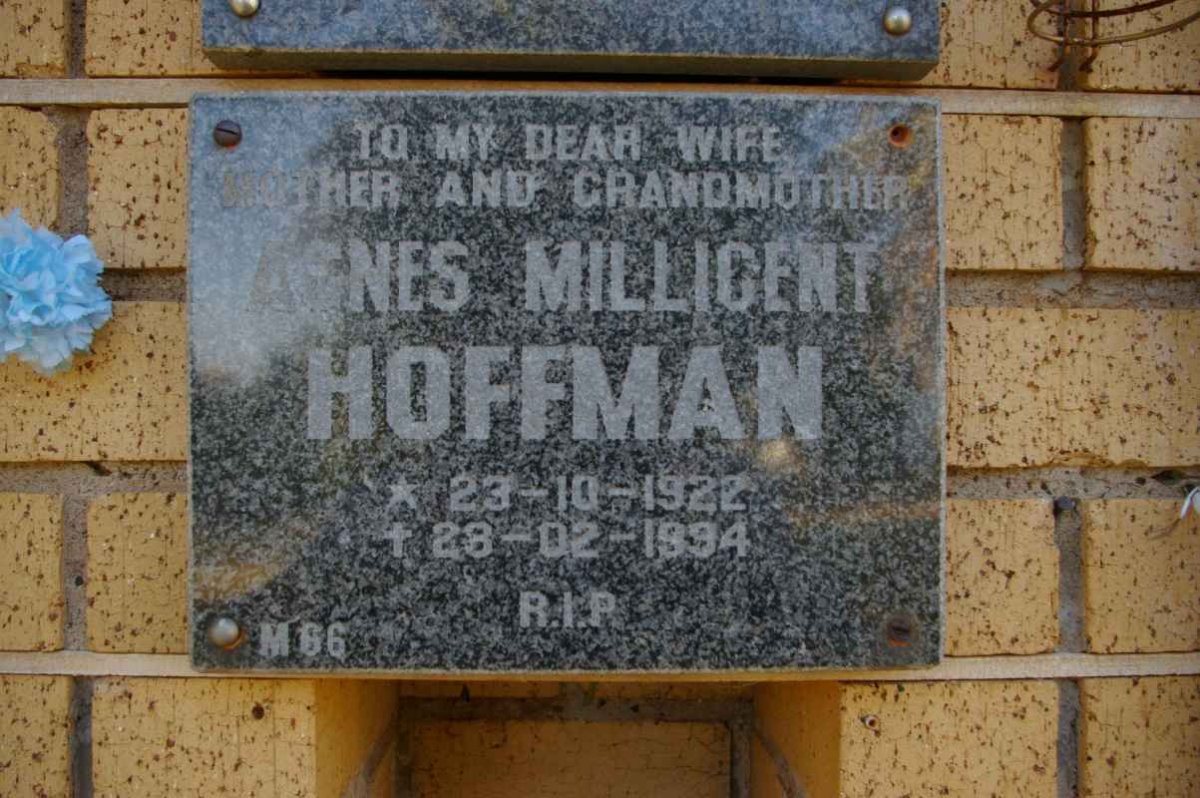 TO MY DEAR WIFE
MOTHER AND GRANDMOTHER
AGNES MILLICENT
HOFFMAN
* 23-10-1922
† 23-02-1994
R.I.P.
M66